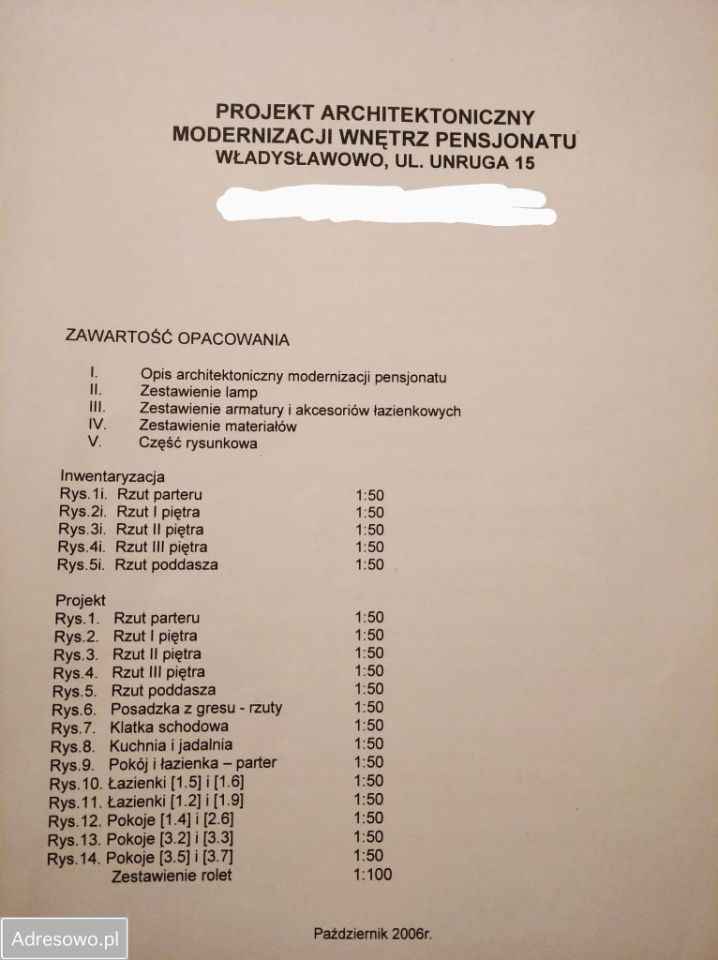 PROJEKT ARCHITEKTONICZNY
MODERNIZACJI WNĘTRZ PENSJONATU
WŁADYSŁAWOWO, UL. UNRUGA 15
ZAWARTOŚĆ OPACOWANIA
I. Opis architektoniczny modernizacji pensjonatu
II. Zestawienie lamp
III. Zestawienie armatury i akcesoriów łazienkowych
IV. Zestawienie materiałów
V. Część rysunkowa
Inwentaryzacja
Rys.1i. Rzut parteru 1:50
Rys.2i. Rzut I piętra 1:50
Rys.3i. Rzut II piętra 1:50
Rys.4i. Rzut III piętra 1:50
Rys.5i. Rzut poddasza 1:50
Projekt
Rys.1. Rzut parteru 1:50
Rys.2. Rzut I piętra 1:50
Rys.3. Rzut II piętra 1:50
Rys.4. Rzut III piętra 1:50
Rys.5. Rzut poddasza 1:50
Rys.6. Posadzka z gresu - rzuty 1:50
Rys.7. Klatka schodowa 1:50
Rys.8. Kuchnia i jadalnia 1:50
Rys.9. Pokój i łazienka – parter 1:50
Rys.10. Łazienki [1.5] i [1.6] 1:50
Rys.11. Łazienki [1.2] i [1.9] 1:50
Rys.12. Pokoje [1.4] i [2.6] 1:50
Rys.13. Pokoje [3.2] i [3.3] 1:50
Rys.14. Pokoje [3.5] i [3.7] 1:50
Zestawienie rolet 1:100
Październik 2006r.
Adresowo.pl